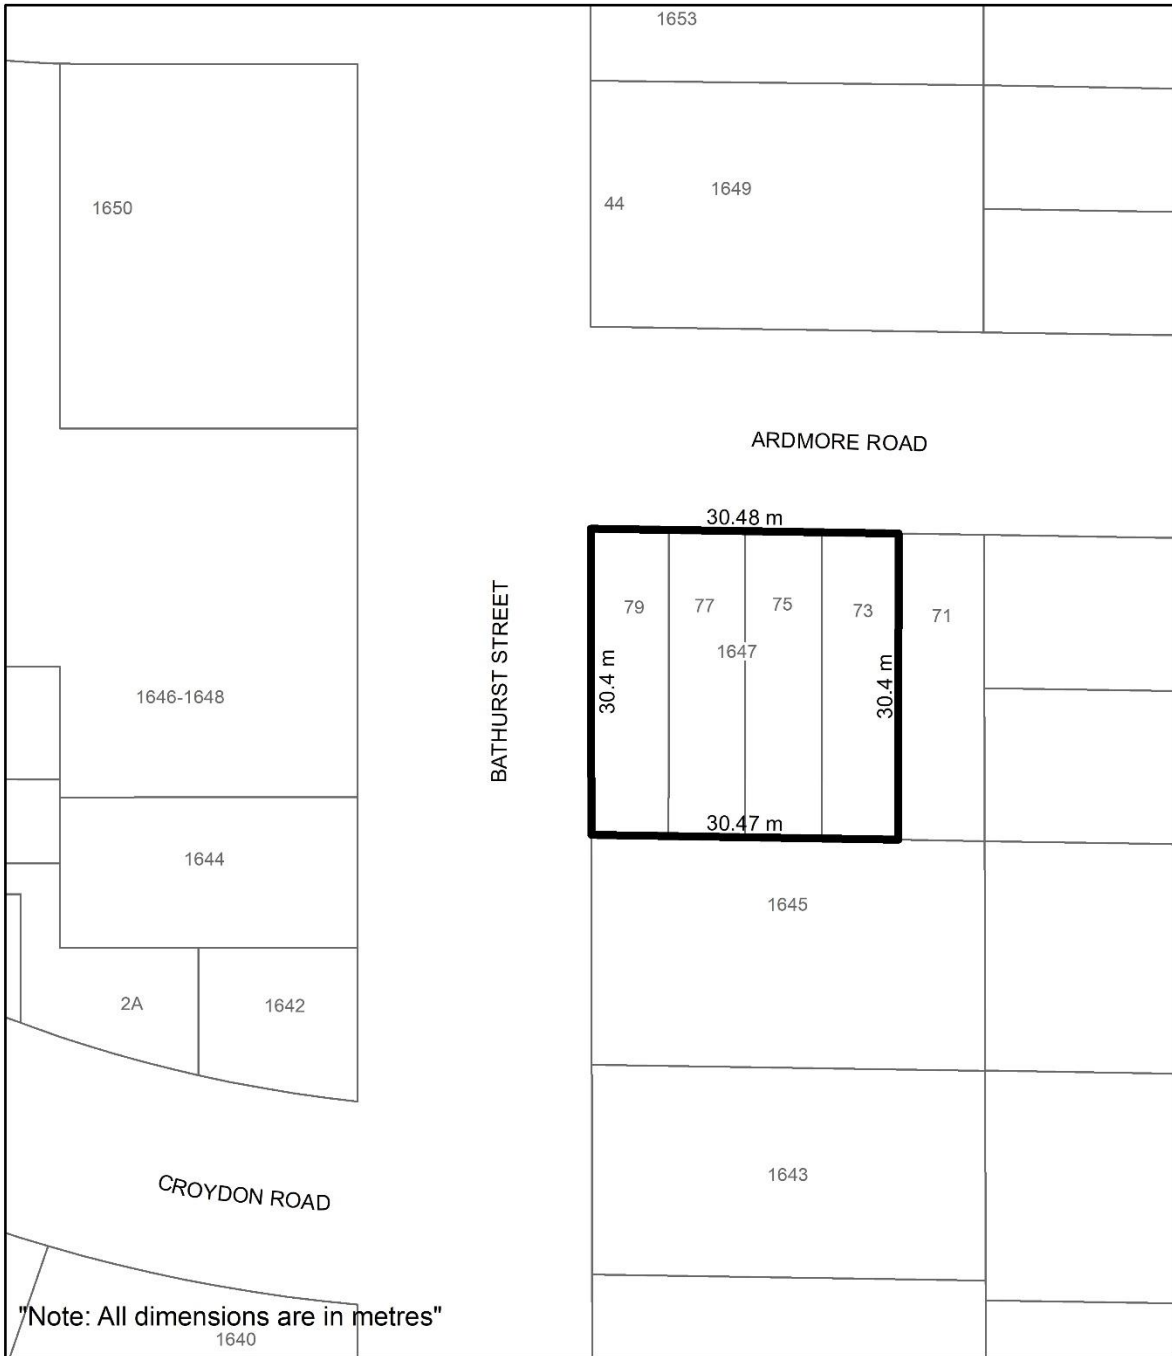 1653
1650
44
1649
ARDMORE ROAD
30.48 m
BATHURST STREET
79
77
75
73
71
1647
30.4 m
30.4 m
1646-1648
30.47 m
1644
1645
2A
1642
1643
CROYDON ROAD
"Note: All dimensions are in metres"
1640